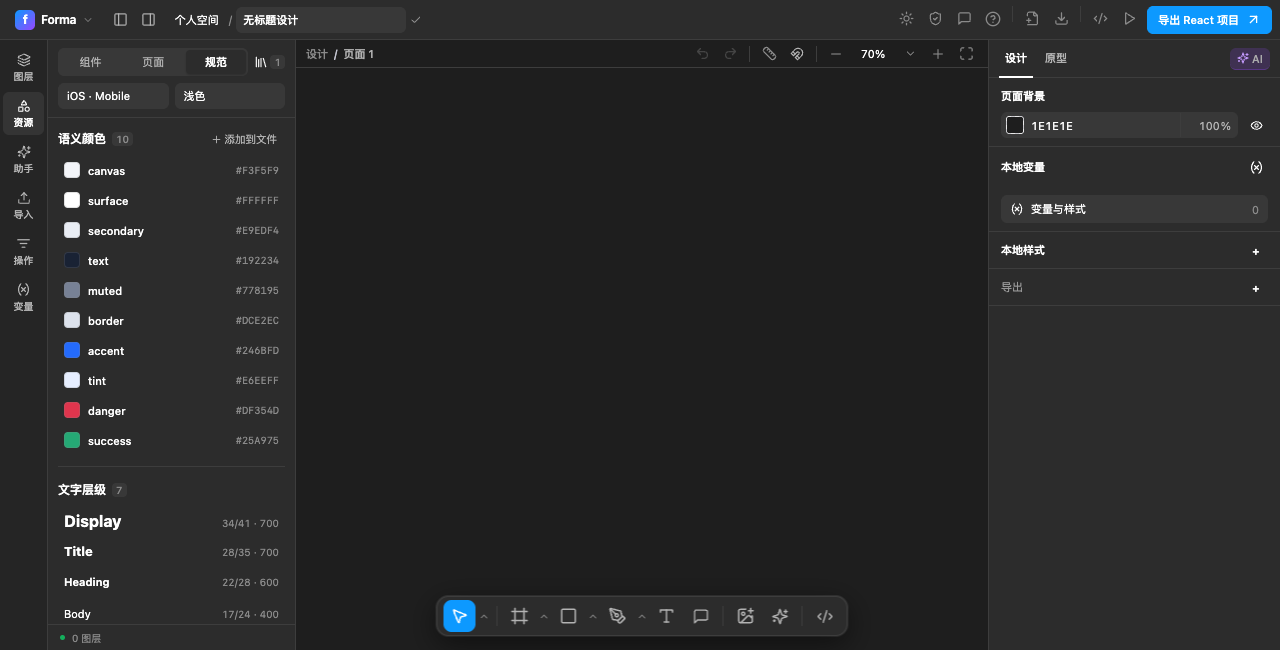 f Forma 个人空间 / 无标题设计 导出 React 项目
图层
资源
助手
导入
操作
变量
组件 页面 规范 1
iOS · Mobile 浅色
语义颜色 10 + 添加到文件
canvas #F3F5F9
surface #FFFFFF
secondary #E9EDF4
text #192234
muted #778195
border #DCE2EC
accent #246BFD
tint #E6EEFF
danger #DF354D
success #25A975
文字层级 7
Display 34/41 · 700
Title 28/35 · 700
Heading 22/28 · 600
Body 17/24 · 400
0 图层
设计 / 页面 1 70%
设计 原型 AI
页面背景
1E1E1E 100%
本地变量
变量与样式 0
本地样式 +
导出 +